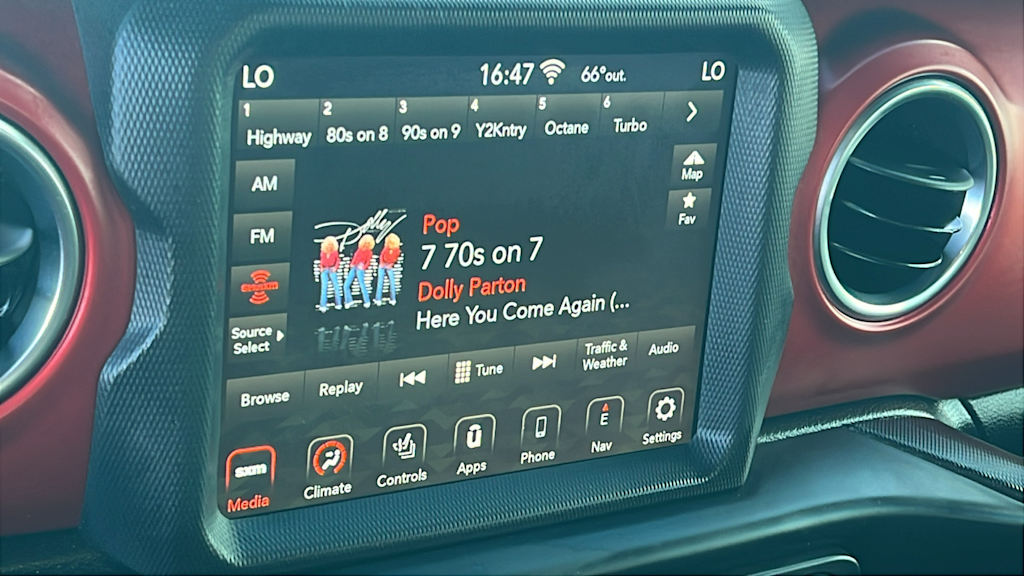 LO 16:47 66°out. LO
1 Highway 2 80s on 8 3 90s on 9 4 Y2Kntry 5 Octane 6 Turbo
AM
Map
FM
Fav
Dolly
Pop
7 70s on 7
Dolly Parton
Here You Come Again (...
Source
Select
Browse Replay Tune Traffic &
Weather Audio
sxm
Media Climate Controls Apps Phone E
Nav Settings